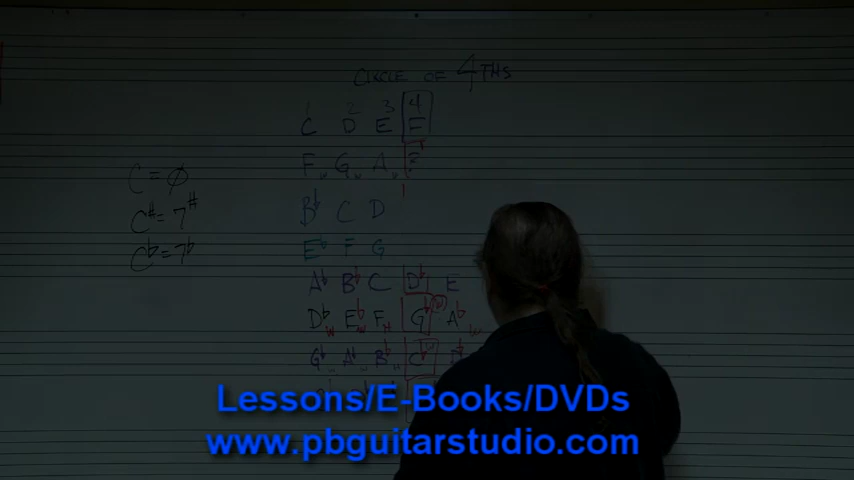 CIRCLE OF 4THS
1 2 3 4
C D E F
C = Ø
F G A ?
C# = 7#
B♭ C D
C♭ = 7♭
E♭ F G
A♭ B♭ C D♭ E
D♭ E♭ F G♭ A♭
G♭ A♭ B♭ C♭ D♭
Lessons/E-Books/DVDs
www.pbguitarstudio.com